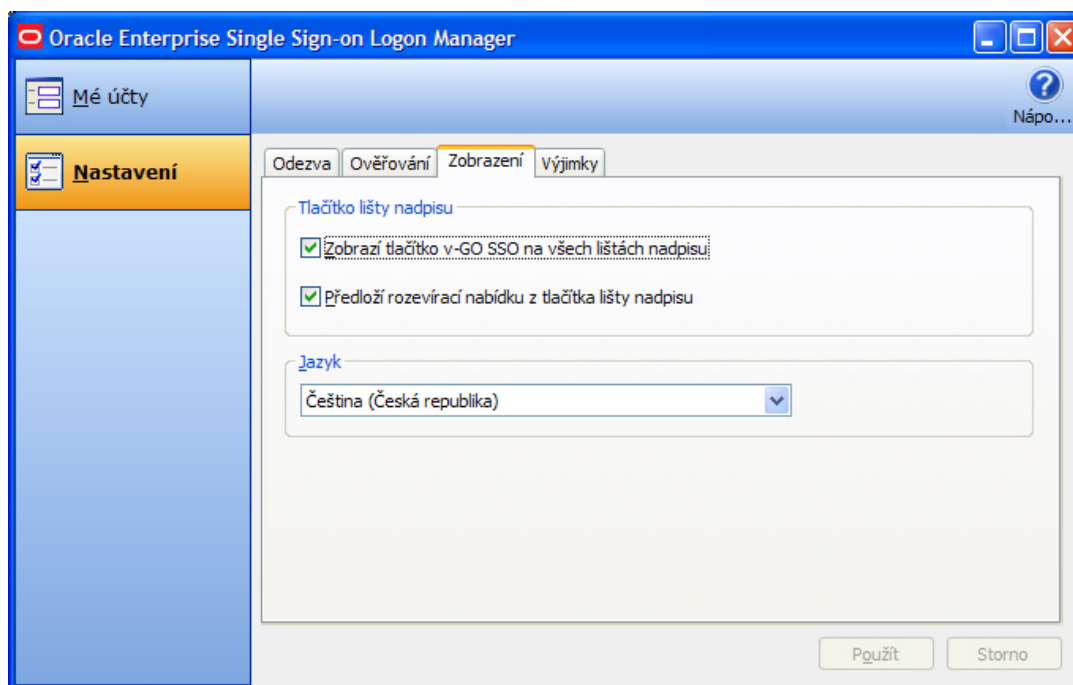 Oracle Enterprise Single Sign-on Logon Manager
Mé účty
Nápo...
Nastavení
Odezva Ověřování Zobrazení Výjimky
Tlačítko lišty nadpisu
Zobrazí tlačítko v-GO SSO na všech lištách nadpisu
Předloží rozevírací nabídku z tlačítka lišty nadpisu
Jazyk
Čeština (Česká republika)
Použít Storno